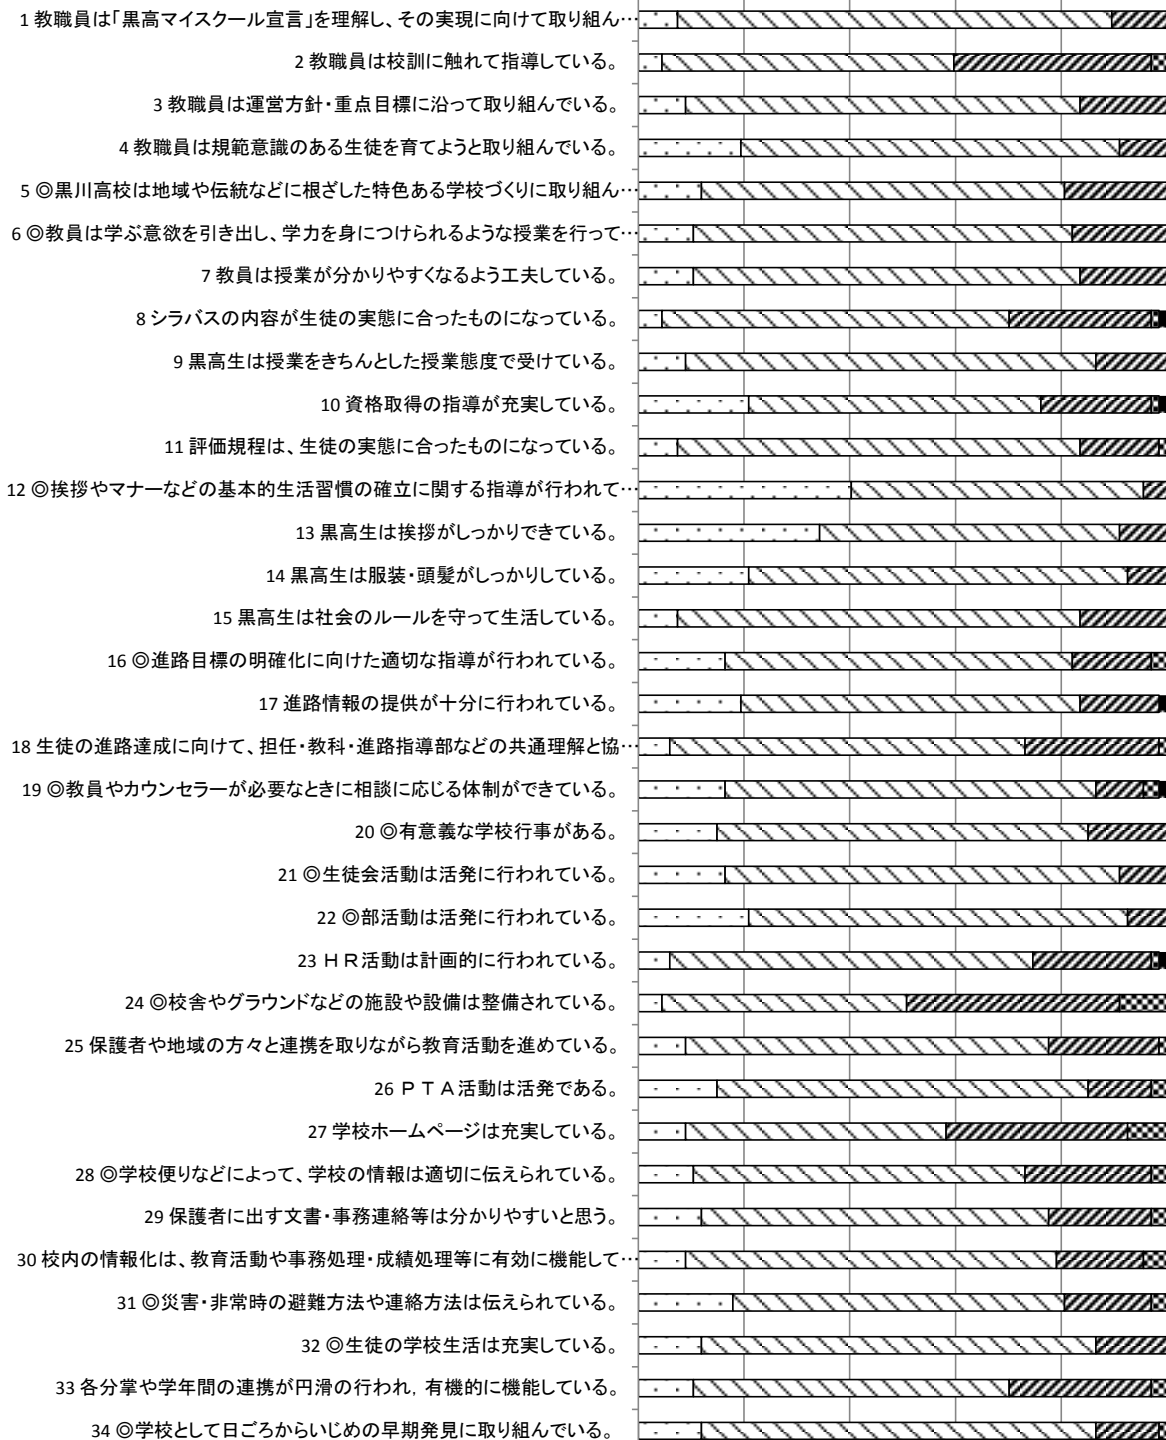 1 教職員は「黒高マイスクール宣言」を理解し、その実現に向けて取り組ん…
2 教職員は校訓に触れて指導している。
3 教職員は運営方針・重点目標に沿って取り組んでいる。
4 教職員は規範意識のある生徒を育てようと取り組んでいる。
5 ◎黒川高校は地域や伝統などに根ざした特色ある学校づくりに取り組ん…
6 ◎教員は学ぶ意欲を引き出し、学力を身につけられるような授業を行って…
7 教員は授業が分かりやすくなるよう工夫している。
8 シラバスの内容が生徒の実態に合ったものになっている。
9 黒高生は授業をきちんとした授業態度で受けている。
10 資格取得の指導が充実している。
11 評価規程は、生徒の実態に合ったものになっている。
12 ◎挨拶やマナーなどの基本的生活習慣の確立に関する指導が行われて…
13 黒高生は挨拶がしっかりできている。
14 黒高生は服装・頭髪がしっかりしている。
15 黒高生は社会のルールを守って生活している。
16 ◎進路目標の明確化に向けた適切な指導が行われている。
17 進路情報の提供が十分に行われている。
18 生徒の進路達成に向けて、担任・教科・進路指導部などの共通理解と協…
19 ◎教員やカウンセラーが必要なときに相談に応じる体制ができている。
20 ◎有意義な学校行事がある。
21 ◎生徒会活動は活発に行われている。
22 ◎部活動は活発に行われている。
23 ＨＲ活動は計画的に行われている。
24 ◎校舎やグラウンドなどの施設や設備は整備されている。
25 保護者や地域の方々と連携を取りながら教育活動を進めている。
26 ＰＴＡ活動は活発である。
27 学校ホームページは充実している。
28 ◎学校便りなどによって、学校の情報は適切に伝えられている。
29 保護者に出す文書・事務連絡等は分かりやすいと思う。
30 校内の情報化は、教育活動や事務処理・成績処理等に有効に機能して…
31 ◎災害・非常時の避難方法や連絡方法は伝えられている。
32 ◎生徒の学校生活は充実している。
33 各分掌や学年間の連携が円滑の行われ，有機的に機能している。
34 ◎学校として日ごろからいじめの早期発見に取り組んでいる。